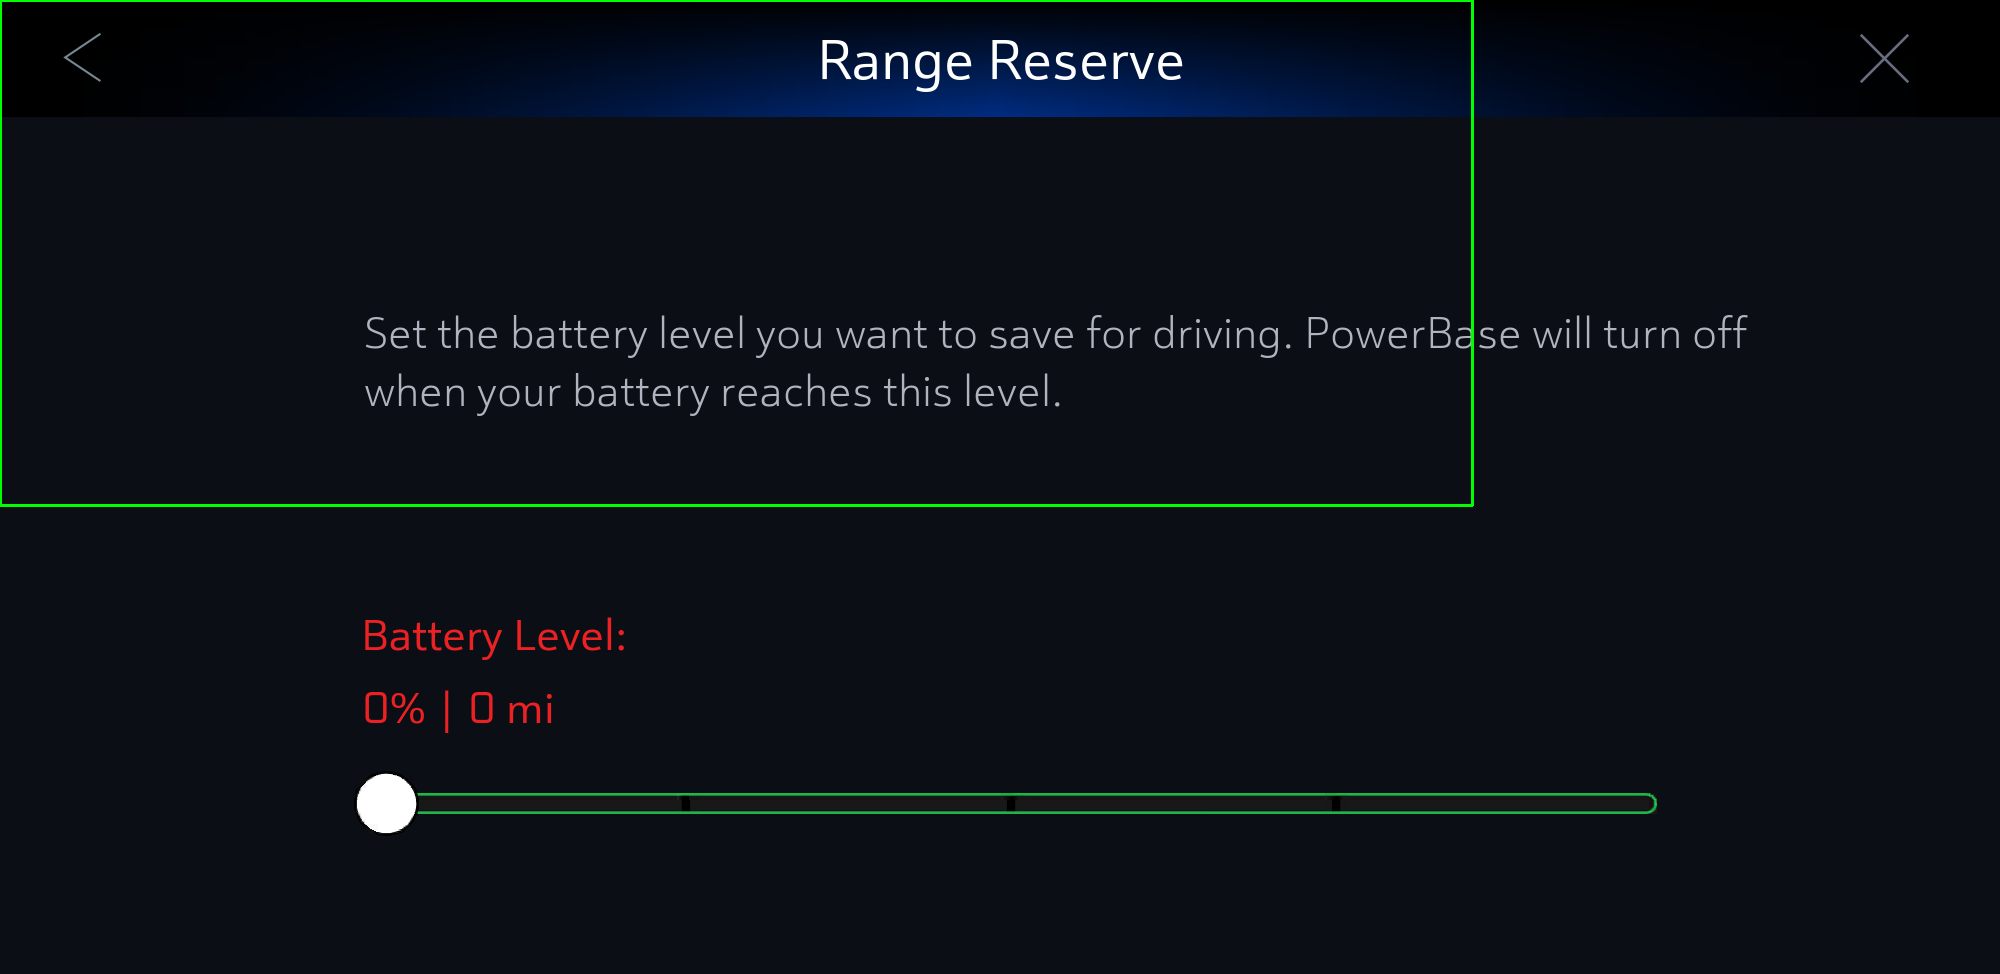 Range Reserve
Set the battery level you want to save for driving. PowerBase will turn off
when your battery reaches this level.
Battery Level:
0% | 0 mi